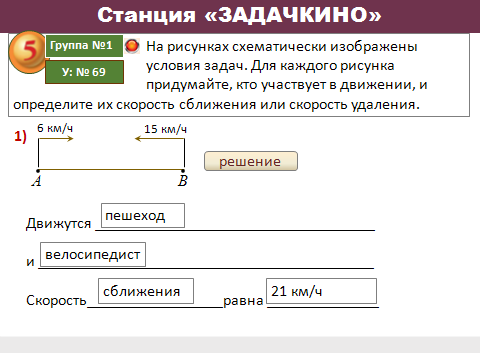 Станция «ЗАДАЧКИНО»
5
Группа №1
У: № 69
На рисунках схематически изображены
условия задач. Для каждого рисунка
придумайте, кто участвует в движении, и
определите их скорость сближения или скорость удаления.
1)
6 км/ч
15 км/ч
A
B
решение
Движутся пешеход
и велосипедист
Скорость сближения равна 21 км/ч